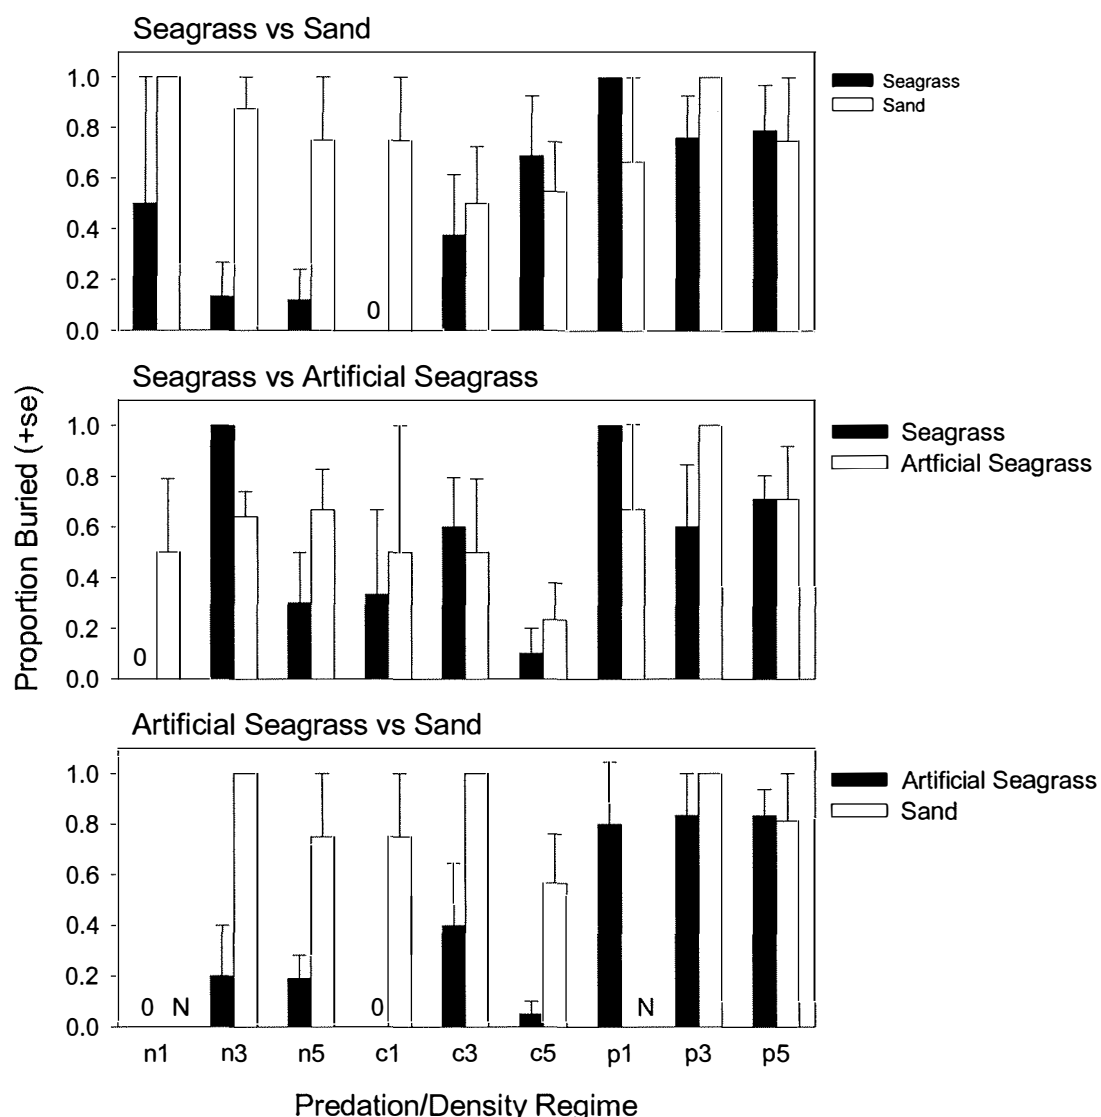 Seagrass vs Sand
1.0
0.8
0.6
0.4
0.2
0.0
0
Seagrass
Sand
Seagrass vs Artificial Seagrass
Proportion Buried (+se)
1.0
0.8
0.6
0.4
0.2
0.0
0
Seagrass
Artficial Seagrass
Artificial Seagrass vs Sand
1.0
0.8
0.6
0.4
0.2
0.0
0 N 0 N
Artificial Seagrass
Sand
n1 n3 n5 c1 c3 c5 p1 p3 p5
Predation/Density Regime